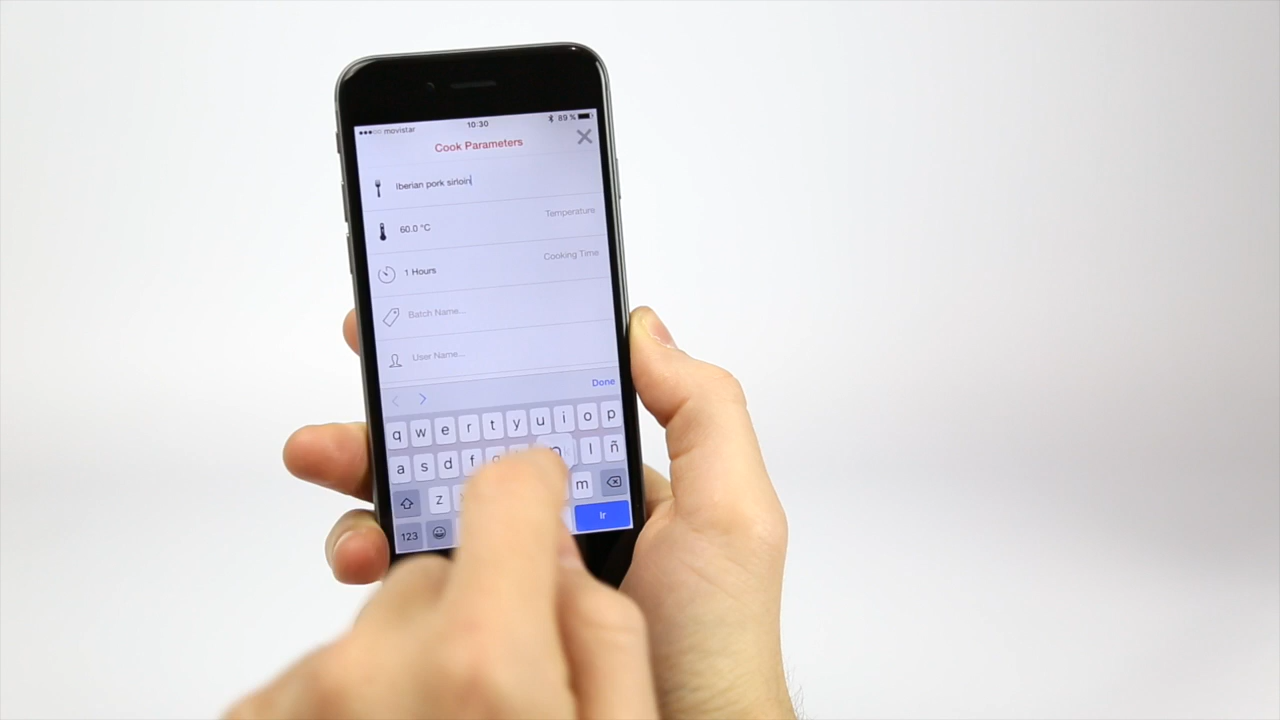 movistar 10:30 89 %
Cook Parameters
Iberian pork sirloin
Temperature
60.0 °C
Cooking Time
1 Hours
Batch Name...
User Name...
Done
q w e r t y u i o p
a s d f g n l ñ
z m
123 Ir